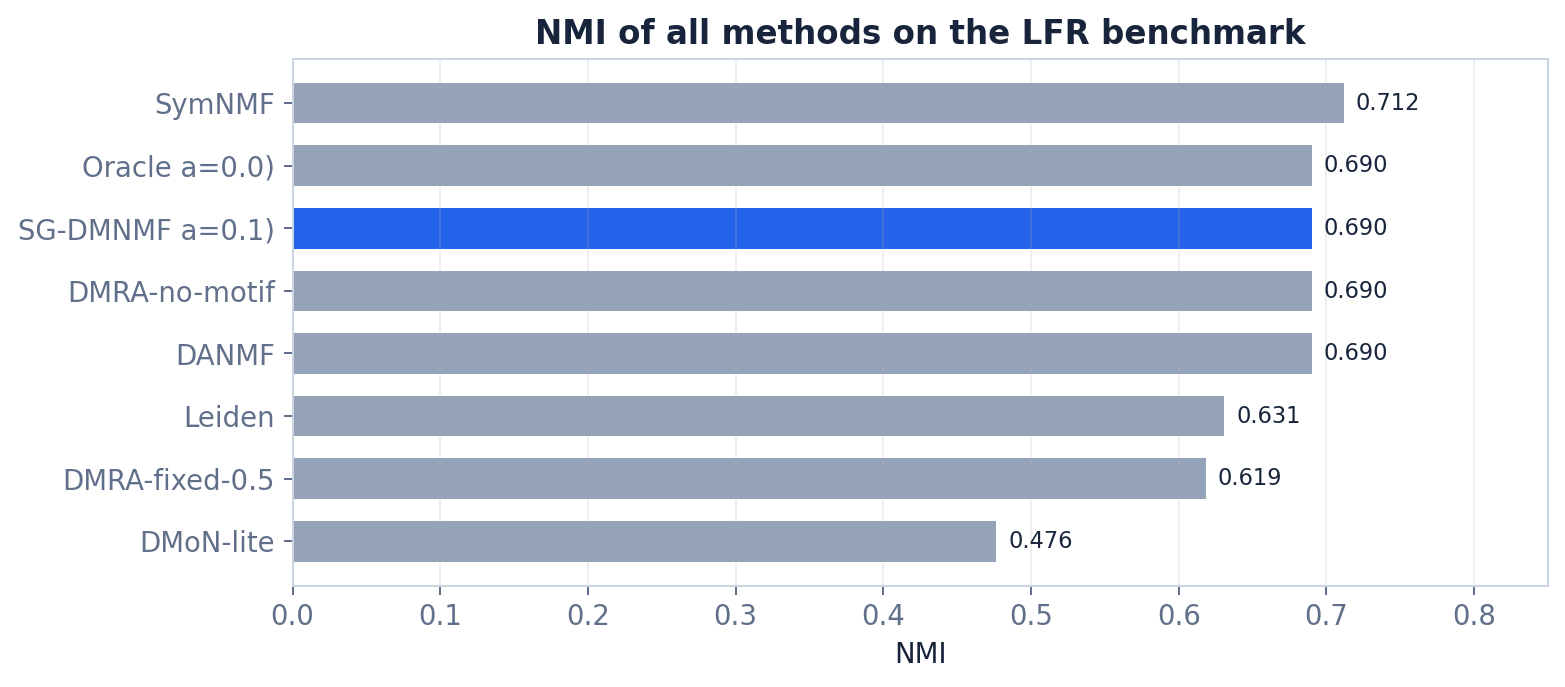 NMI of all methods on the LFR benchmark
SymNMF 0.712
Oracle a=0.0) 0.690
SG-DMNMF a=0.1) 0.690
DMRA-no-motif 0.690
DANMF 0.690
Leiden 0.631
DMRA-fixed-0.5 0.619
DMoN-lite 0.476
0.0 0.1 0.2 0.3 0.4 0.5 0.6 0.7 0.8
NMI